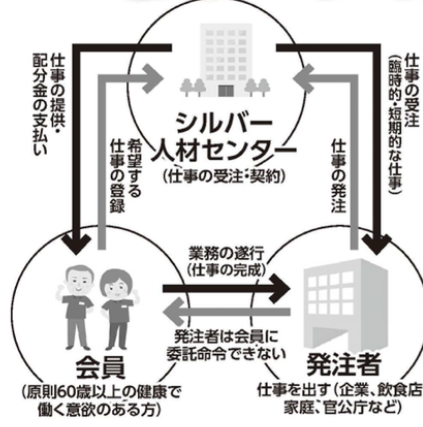 仕事の提供・
配分金の支払い
希望する
仕事の登録
シルバー
人材センター
(仕事の受注・契約)
仕事の発注
仕事の受注
(臨時的・短期的な仕事)
業務の遂行
(仕事の完成)
発注者は会員に
委託命令できない
会員
(原則60歳以上の健康で
働く意欲のある方)
発注者
仕事を出す(企業、飲食店
家庭、官公庁など)